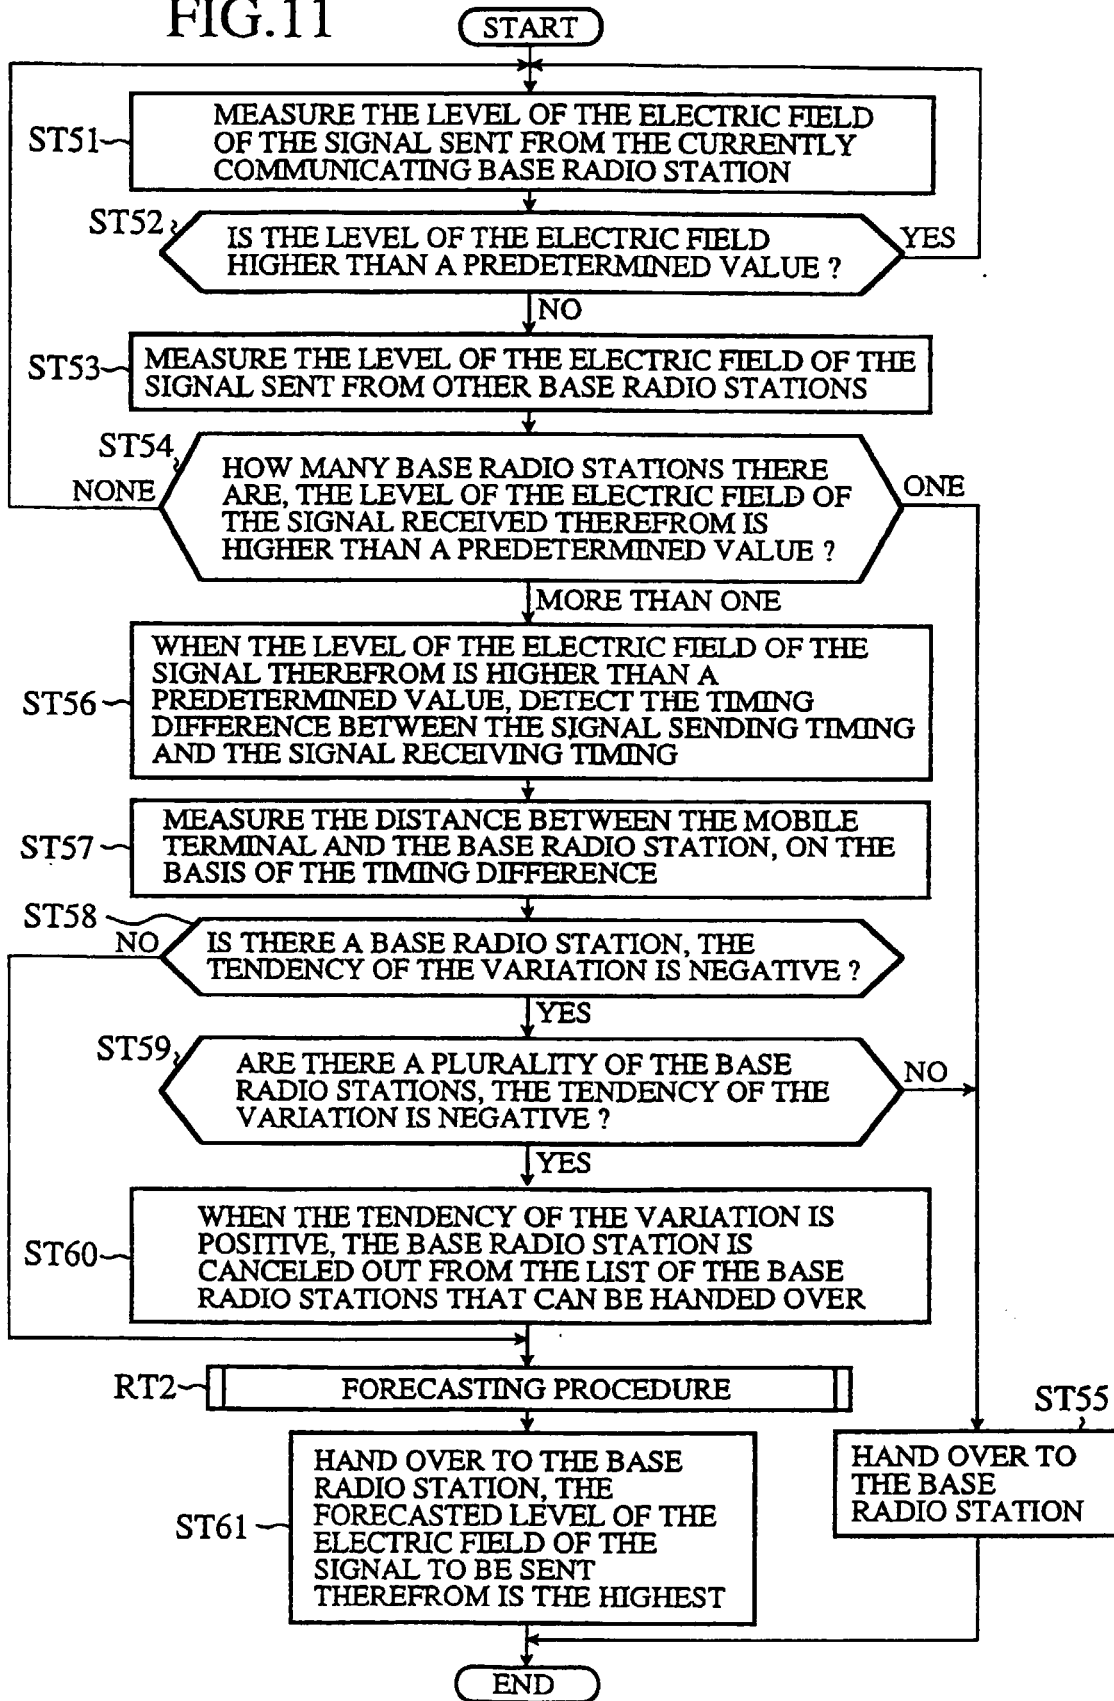 FIG.11
START
ST51
MEASURE THE LEVEL OF THE ELECTRIC FIELD
OF THE SIGNAL SENT FROM THE CURRENTLY
COMMUNICATING BASE RADIO STATION
ST52
IS THE LEVEL OF THE ELECTRIC FIELD
HIGHER THAN A PREDETERMINED VALUE ?
YES
NO
ST53
MEASURE THE LEVEL OF THE ELECTRIC FIELD OF THE
SIGNAL SENT FROM OTHER BASE RADIO STATIONS
ST54
NONE
HOW MANY BASE RADIO STATIONS THERE
ARE, THE LEVEL OF THE ELECTRIC FIELD OF
THE SIGNAL RECEIVED THEREFROM IS
HIGHER THAN A PREDETERMINED VALUE ?
ONE
MORE THAN ONE
ST56
WHEN THE LEVEL OF THE ELECTRIC FIELD OF THE
SIGNAL THEREFROM IS HIGHER THAN A
PREDETERMINED VALUE, DETECT THE TIMING
DIFFERENCE BETWEEN THE SIGNAL SENDING TIMING
AND THE SIGNAL RECEIVING TIMING
ST57
MEASURE THE DISTANCE BETWEEN THE MOBILE
TERMINAL AND THE BASE RADIO STATION, ON THE
BASIS OF THE TIMING DIFFERENCE
ST58
NO
IS THERE A BASE RADIO STATION, THE
TENDENCY OF THE VARIATION IS NEGATIVE ?
YES
ST59
ARE THERE A PLURALITY OF THE BASE
RADIO STATIONS, THE TENDENCY OF THE
VARIATION IS NEGATIVE ?
NO
YES
ST60
WHEN THE TENDENCY OF THE VARIATION IS
POSITIVE, THE BASE RADIO STATION IS
CANCELED OUT FROM THE LIST OF THE BASE
RADIO STATIONS THAT CAN BE HANDED OVER
RT2
FORECASTING PROCEDURE
ST61
HAND OVER TO THE BASE
RADIO STATION, THE
FORECASTED LEVEL OF THE
ELECTRIC FIELD OF THE
SIGNAL TO BE SENT
THEREFROM IS THE HIGHEST
ST55
HAND OVER TO
THE BASE
RADIO STATION
END